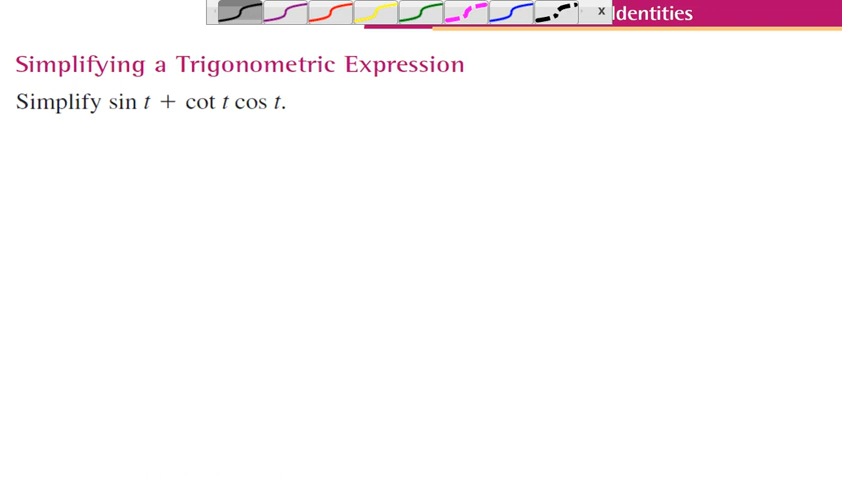 x
Identities
Simplifying a Trigonometric Expression
Simplify sin t + cot t cos t.